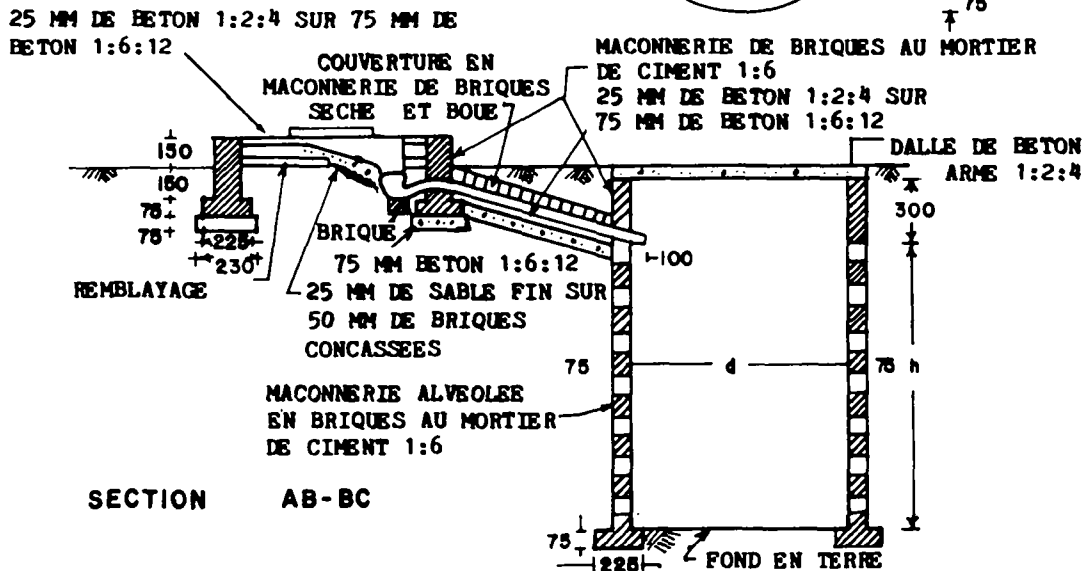 25 MM DE BETON 1:2:4 SUR 75 MM DE
BETON 1:6:12
75
COUVERTURE EN
MACONNERIE DE BRIQUES
SECHE ET BOUE
MACONNERIE DE BRIQUES AU MORTIER
DE CIMENT 1:6
25 MM DE BETON 1:2:4 SUR
75 MM DE BETON 1:6:12
DALLE DE BETON
ARME 1:2:4
150
150
75
75
225
230
300
BRIQUE
100
75 MM BETON 1:6:12
REMBLAYAGE
25 MM DE SABLE FIN SUR
50 MM DE BRIQUES
CONCASSEES
75
d
75
h
MACONNERIE ALVEOLEE
EN BRIQUES AU MORTIER
DE CIMENT 1:6
SECTION AB-BC
75
225
FOND EN TERRE